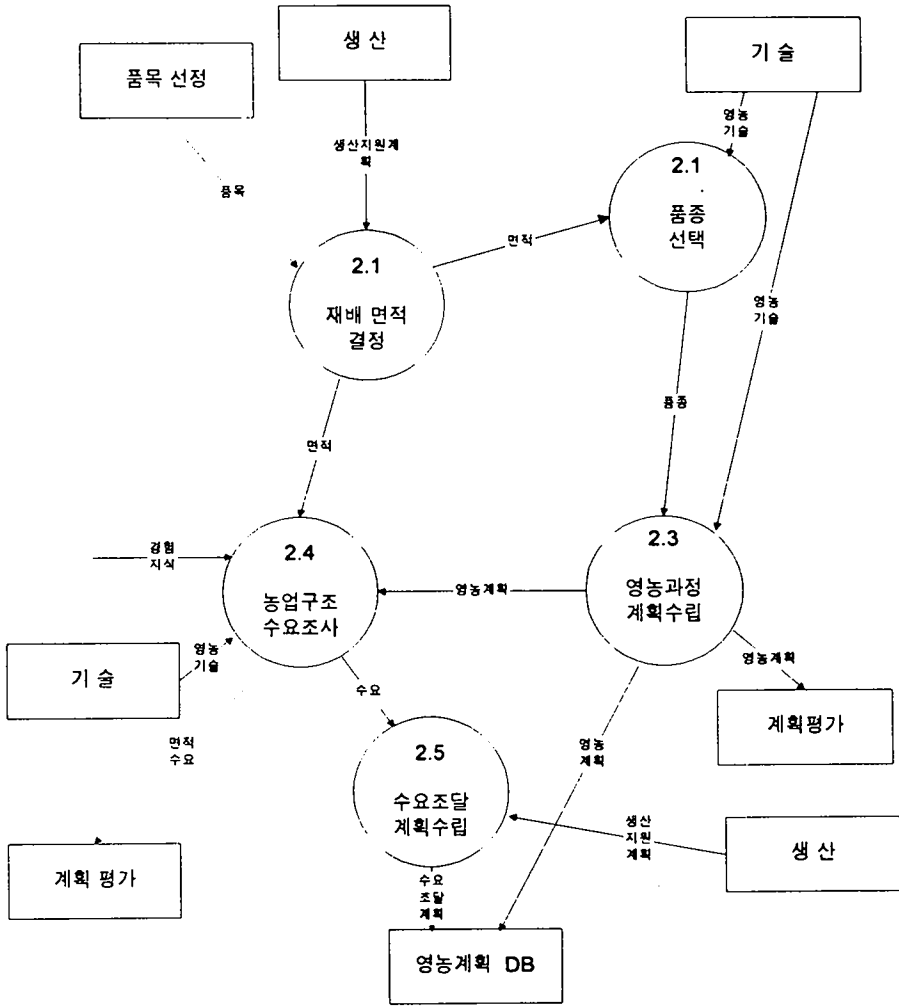 생 산
기 술
품목 선정
영농
기술
생산지원계
획
2.1
품종
선택
품목
면적
2.1
재배 면적
결정
영농
기술
품종
면적
경험
지식
2.4
농업구조
수요조사
영농계획
2.3
영농과정
계획수립
영농
기술
기 술
영농계획
수요
계획평가
면적
수요
영농
계획
2.5
수요조달
계획수립
생산
지원
계획
생 산
계획 평가
수요
조달
계획
영농계획 DB